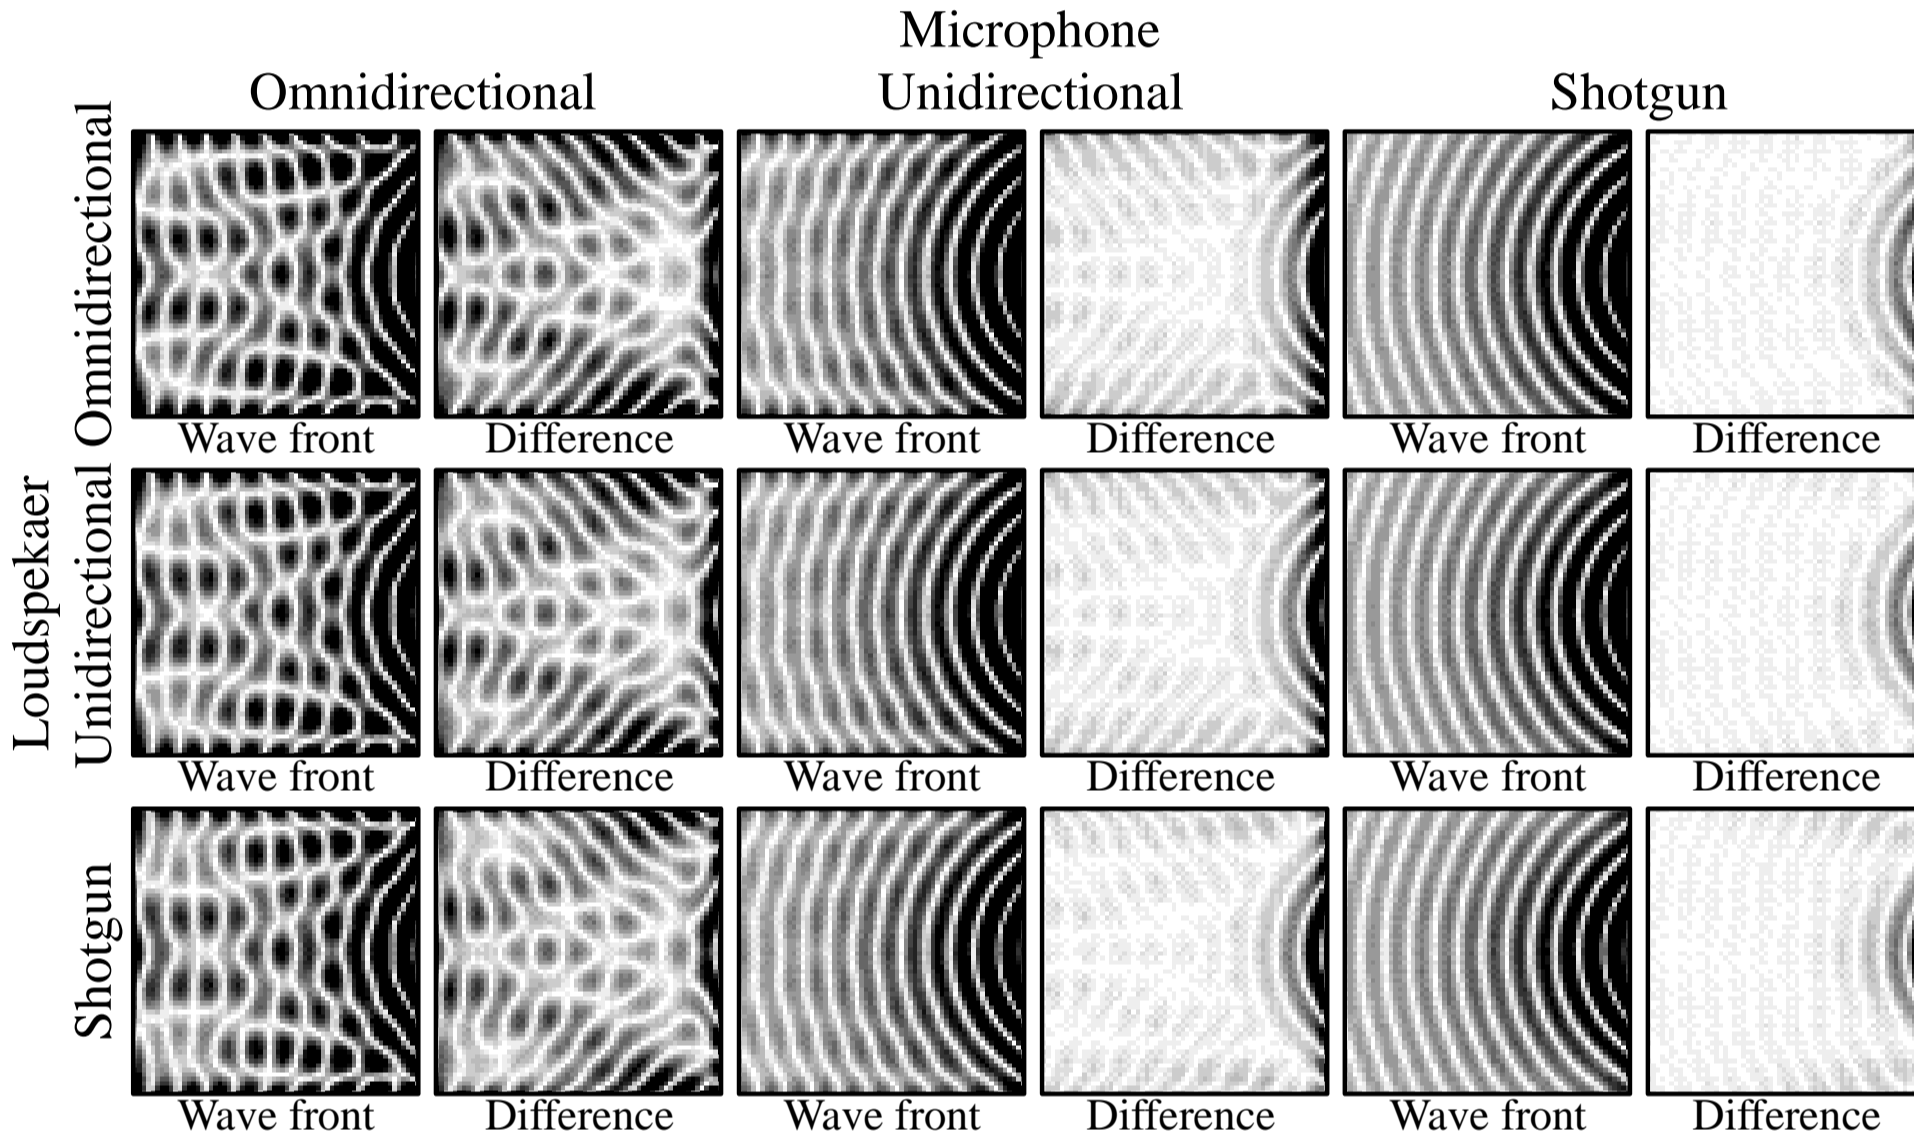 Microphone
Omnidirectional Unidirectional Shotgun
Loudspekaer
Omnidirectional
Wave front Difference Wave front Difference Wave front Difference
Unidirectional
Wave front Difference Wave front Difference Wave front Difference
Shotgun
Wave front Difference Wave front Difference Wave front Difference